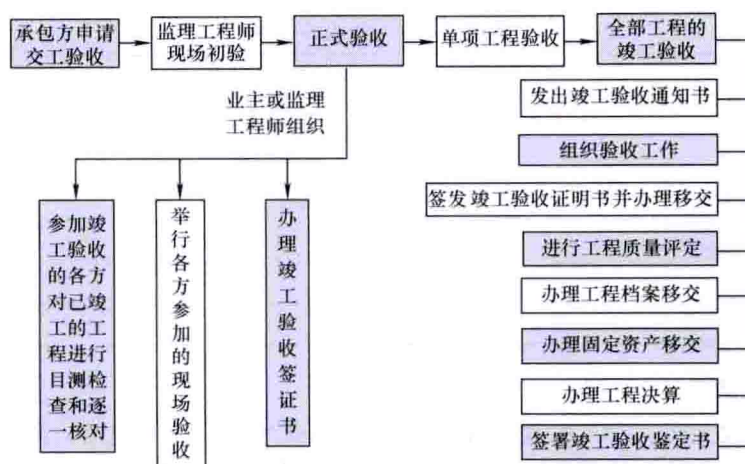 承包方申请
交工验收
监理工程师
现场初验
正式验收
单项工程验收
全部工程的
竣工验收
业主或监理
工程师组织
参加竣
工验收
的各方
对已竣
工的工
程进行
目测检
查和逐
一核对
举行各方参加的现场验收
办理竣工验收签证书
发出竣工验收通知书
组织验收工作
签发竣工验收证明书并办理移交
进行工程质量评定
办理工程档案移交
办理固定资产移交
办理工程决算
签署竣工验收鉴定书